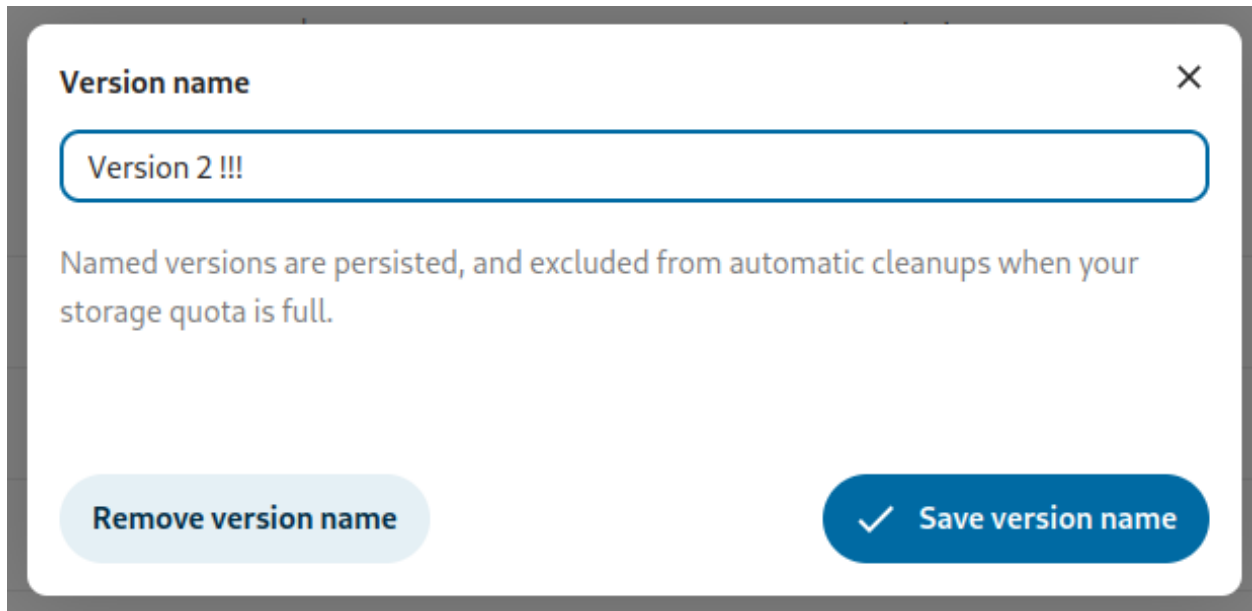 Version name
Version 2 !!!
Named versions are persisted, and excluded from automatic cleanups when your
storage quota is full.
Remove version name
Save version name